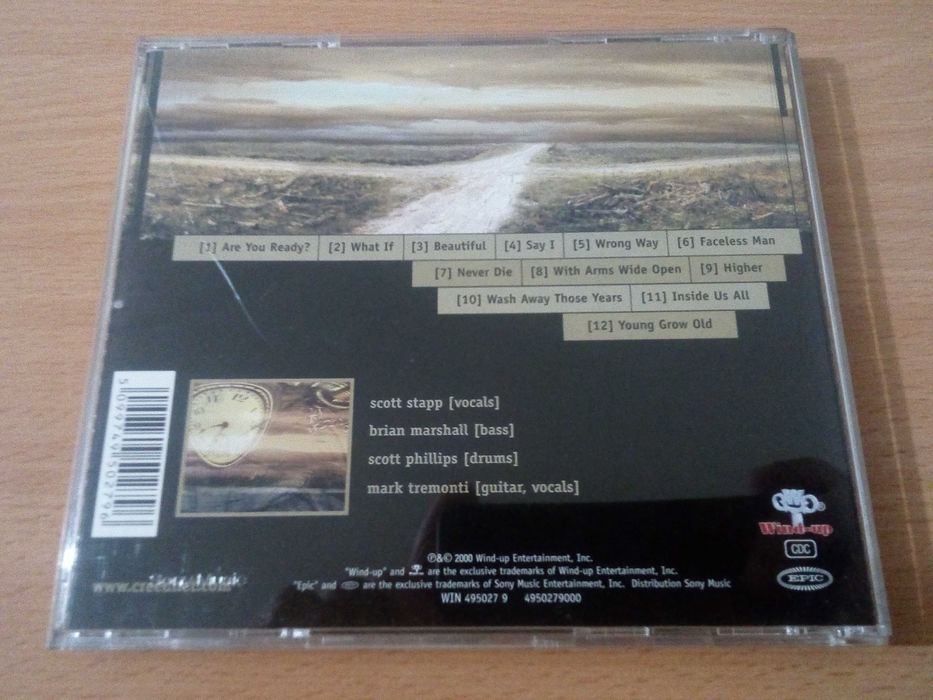 [1] Are You Ready? [2] What If [3] Beautiful [4] Say I [5] Wrong Way [6] Faceless Man
[7] Never Die [8] With Arms Wide Open [9] Higher
[10] Wash Away Those Years [11] Inside Us All
[12] Young Grow Old
5099749502796
scott stapp [vocals]
brian marshall [bass]
scott phillips [drums]
mark tremonti [guitar, vocals]
Wind-up
CDC
EPIC
℗&© 2000 Wind-up Entertainment, Inc.
"Wind-up" and are the exclusive trademarks of Wind-up Entertainment, Inc.
"Epic" and are the exclusive trademarks of Sony Music Entertainment, Inc. Distribution Sony Music
WIN 495027 9 4950279000